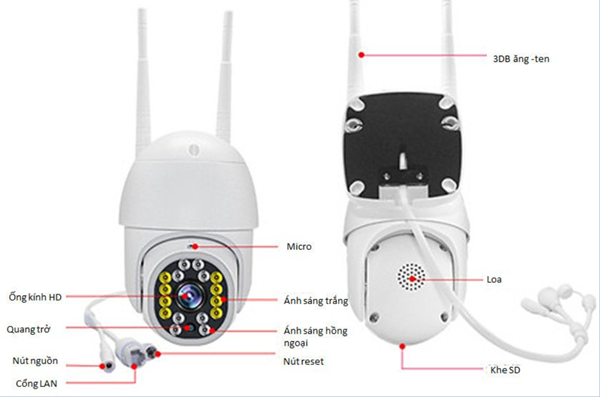 3DB ăng -ten
Micro
Ống kính HD
Ánh sáng trắng
Loa
Quang trở
Ánh sáng hồng
ngoại
Nút nguồn
Nút reset
Khe SD
Cổng LAN